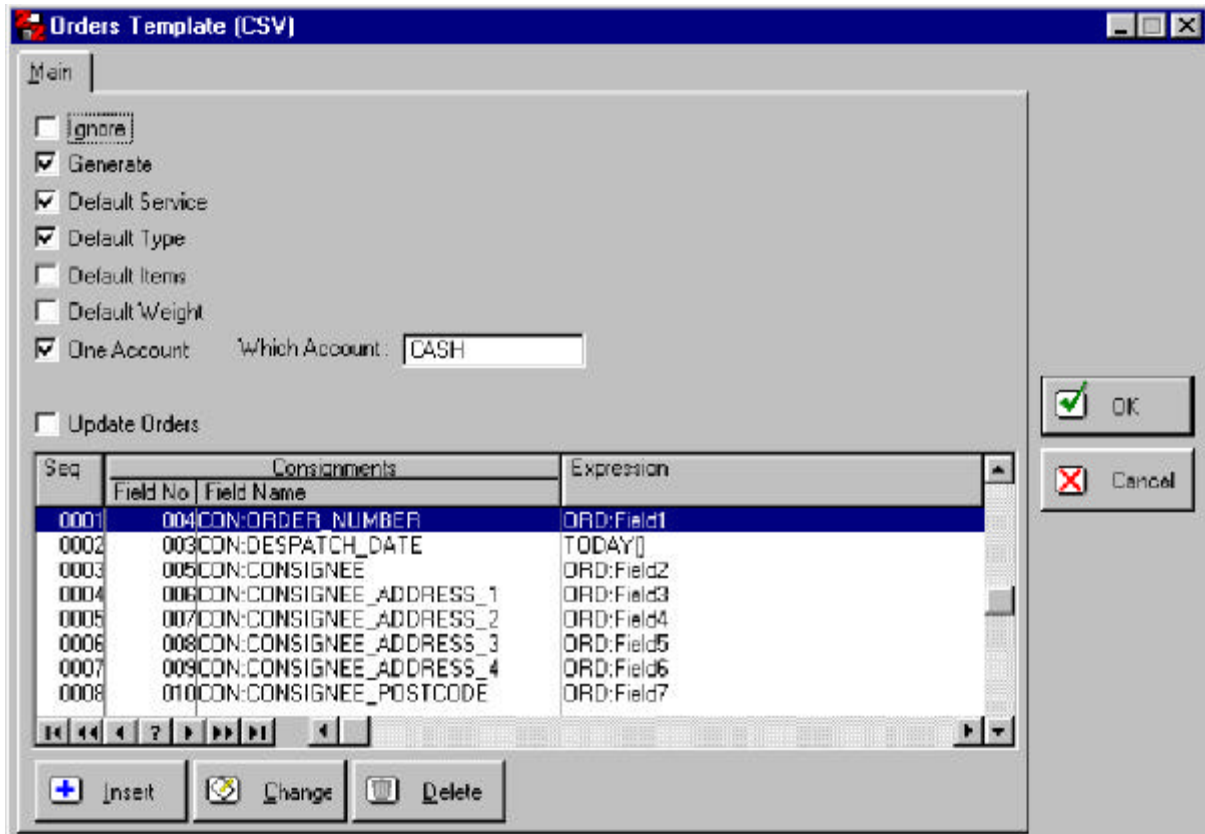 Orders Template (CSV)
Main
Ignore
Generate
Default Service
Default Type
Default Items
Default Weight
One Account Which Account : CASH
Update Orders
Seq Consignments Expression
Field No Field Name
0001 004 CON:ORDER_NUMBER ORD:Field1
0002 003 CON:DESPATCH_DATE TODAY()
0003 005 CON:CONSIGNEE ORD:Field2
0004 006 CON:CONSIGNEE_ADDRESS_1 ORD:Field3
0005 007 CON:CONSIGNEE_ADDRESS_2 ORD:Field4
0006 008 CON:CONSIGNEE_ADDRESS_3 ORD:Field5
0007 009 CON:CONSIGNEE_ADDRESS_4 ORD:Field6
0008 010 CON:CONSIGNEE_POSTCODE ORD:Field7
?
Insert Change Delete
OK
Cancel